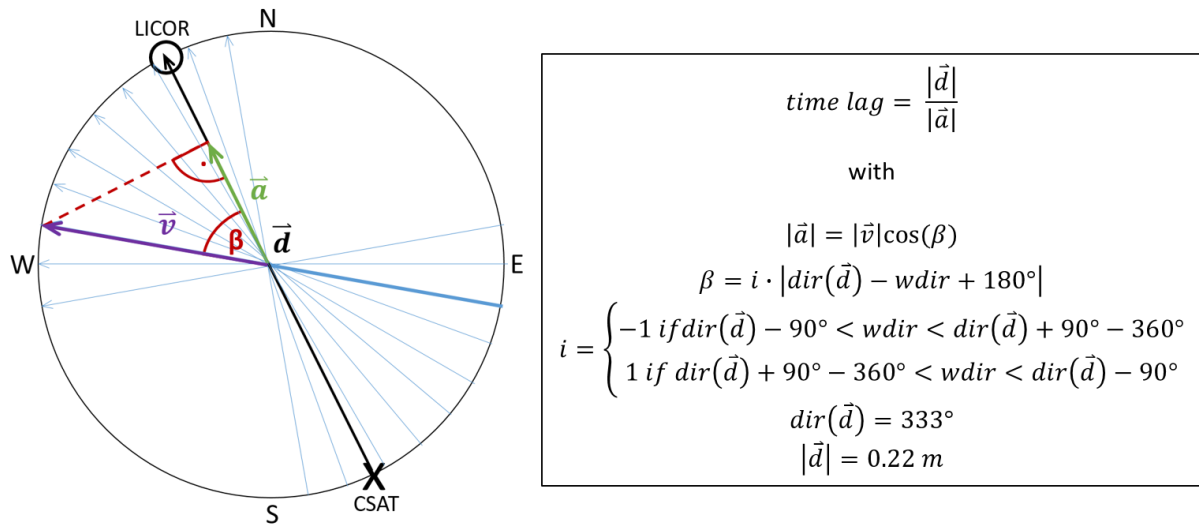 LICOR
N
W
E
S
CSAT
v⃗
β
a⃗
d⃗
time lag = |d⃗| / |a⃗|
with
|a⃗| = |v⃗|cos(β)
β = i · |dir(d⃗) − wdir + 180°|
i = { −1 if dir(d⃗) − 90° < wdir < dir(d⃗) + 90° − 360°
1 if dir(d⃗) + 90° − 360° < wdir < dir(d⃗) − 90°
dir(d⃗) = 333°
|d⃗| = 0.22 m